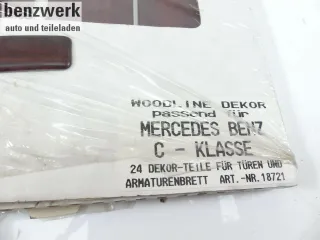 benzwerk
auto und teileladen
WOODLINE DEKOR
passend für
MERCEDES BENZ
C - KLASSE
24 DEKOR-TEILE FÜR TÜREN UND
ARMATURENBRETT ART.-NR.18721